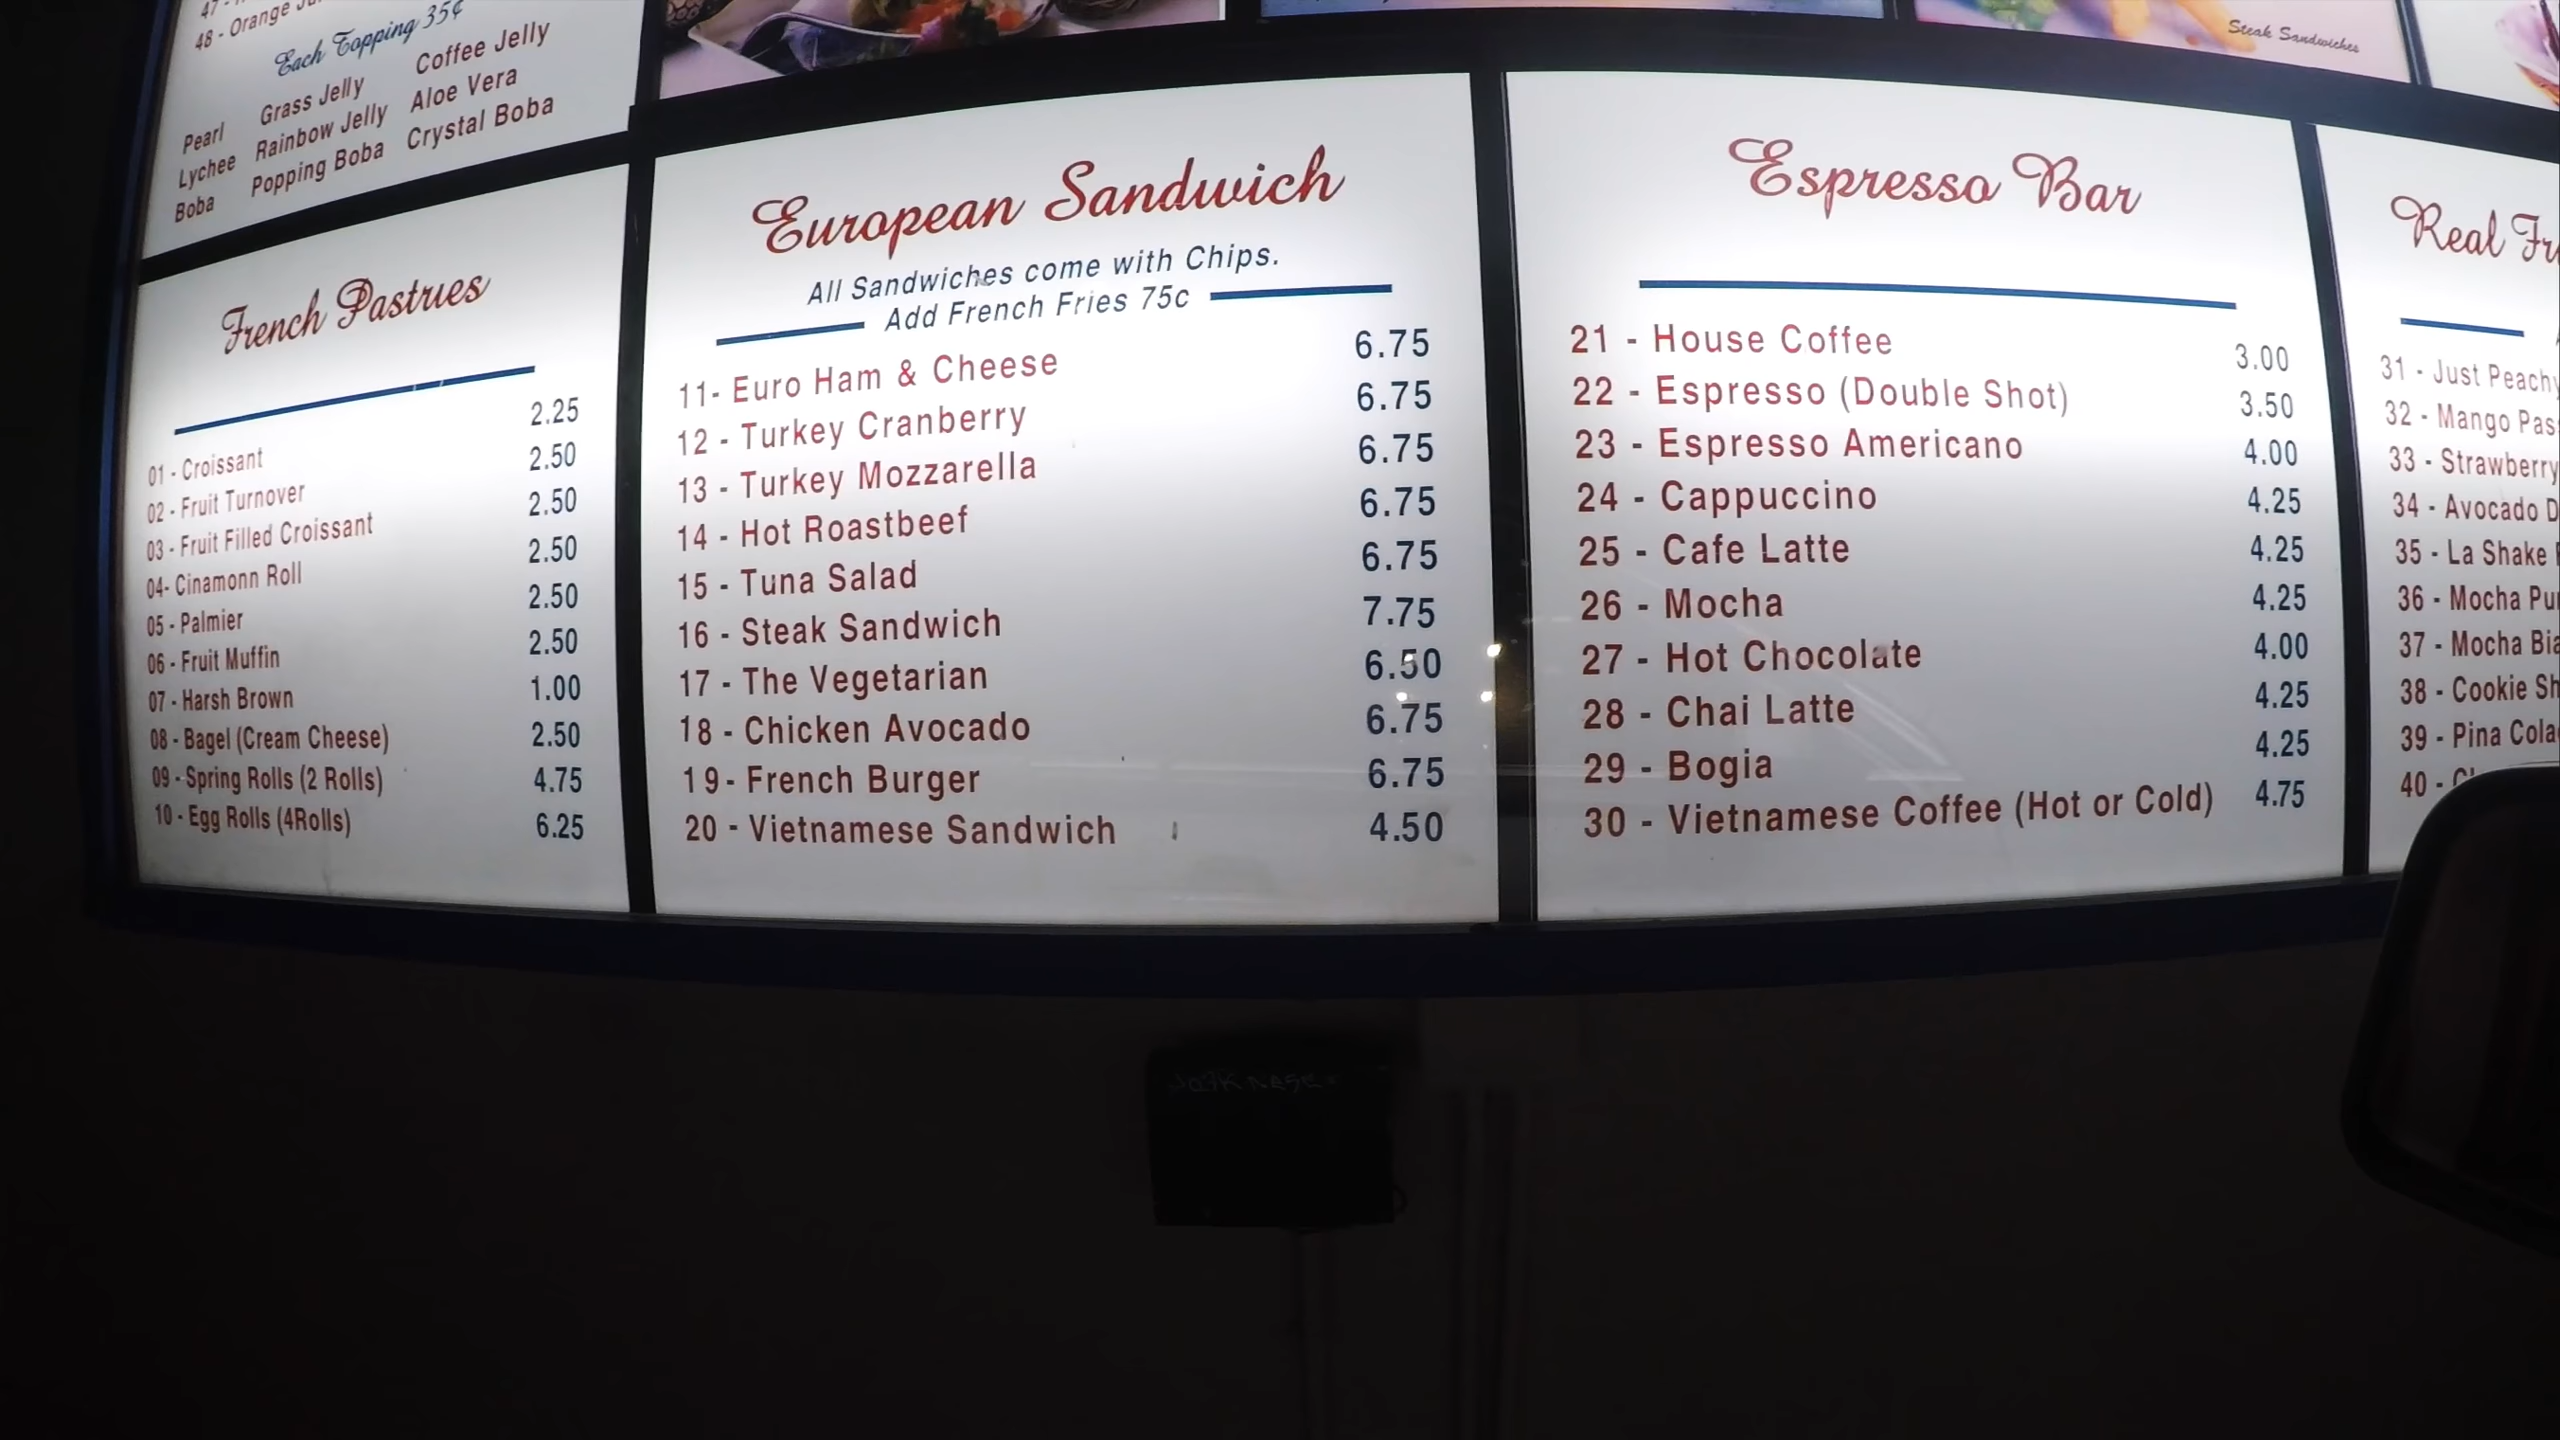 48 - Orange
Each Topping 35¢
Pearl Grass Jelly Coffee Jelly
Lychee Rainbow Jelly Aloe Vera
Boba Popping Boba Crystal Boba
French Pastries
01 - Croissant 2.25
02 - Fruit Turnover 2.50
03 - Fruit Filled Croissant 2.50
04- Cinamonn Roll 2.50
05 - Palmier 2.50
06 - Fruit Muffin 2.50
07 - Harsh Brown 1.00
08 - Bagel (Cream Cheese) 2.50
09 - Spring Rolls (2 Rolls) 4.75
10 - Egg Rolls (4Rolls) 6.25
European Sandwich
All Sandwiches come with Chips.
Add French Fries 75c
11- Euro Ham & Cheese 6.75
12 - Turkey Cranberry 6.75
13 - Turkey Mozzarella 6.75
14 - Hot Roastbeef 6.75
15 - Tuna Salad 6.75
16 - Steak Sandwich 7.75
17 - The Vegetarian 6.50
18 - Chicken Avocado 6.75
19- French Burger 6.75
20 - Vietnamese Sandwich 4.50
Steak Sandwiches
Espresso Bar
21 - House Coffee 3.00
22 - Espresso (Double Shot) 3.50
23 - Espresso Americano 4.00
24 - Cappuccino 4.25
25 - Cafe Latte 4.25
26 - Mocha 4.25
27 - Hot Chocolate 4.00
28 - Chai Latte 4.25
29 - Bogia 4.25
30 - Vietnamese Coffee (Hot or Cold) 4.75
Real
31 - Just Peachy
32 - Mango
33 - Strawberry
34 - Avocado
35 - La Shake
36 - Mocha
37 - Mocha
38 - Cookie
39 - Pina
40 -